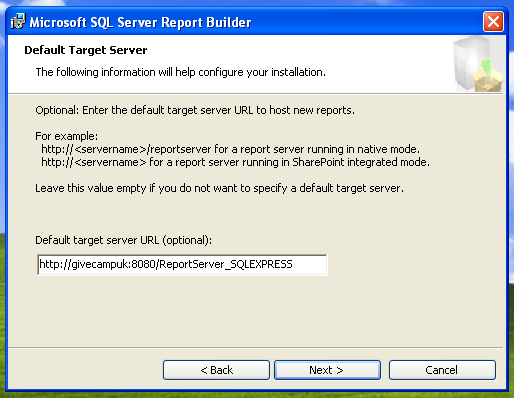 Microsoft SQL Server Report Builder
Default Target Server
The following information will help configure your installation.
Optional: Enter the default target server URL to host new reports.
For example:
http://<servername>/reportserver for a report server running in native mode.
http://<servername> for a report server running in SharePoint integrated mode.
Leave this value empty if you do not want to specify a default target server.
Default target server URL (optional):
http://givecampuk:8080/ReportServer_SQLEXPRESS
< Back
Next >
Cancel